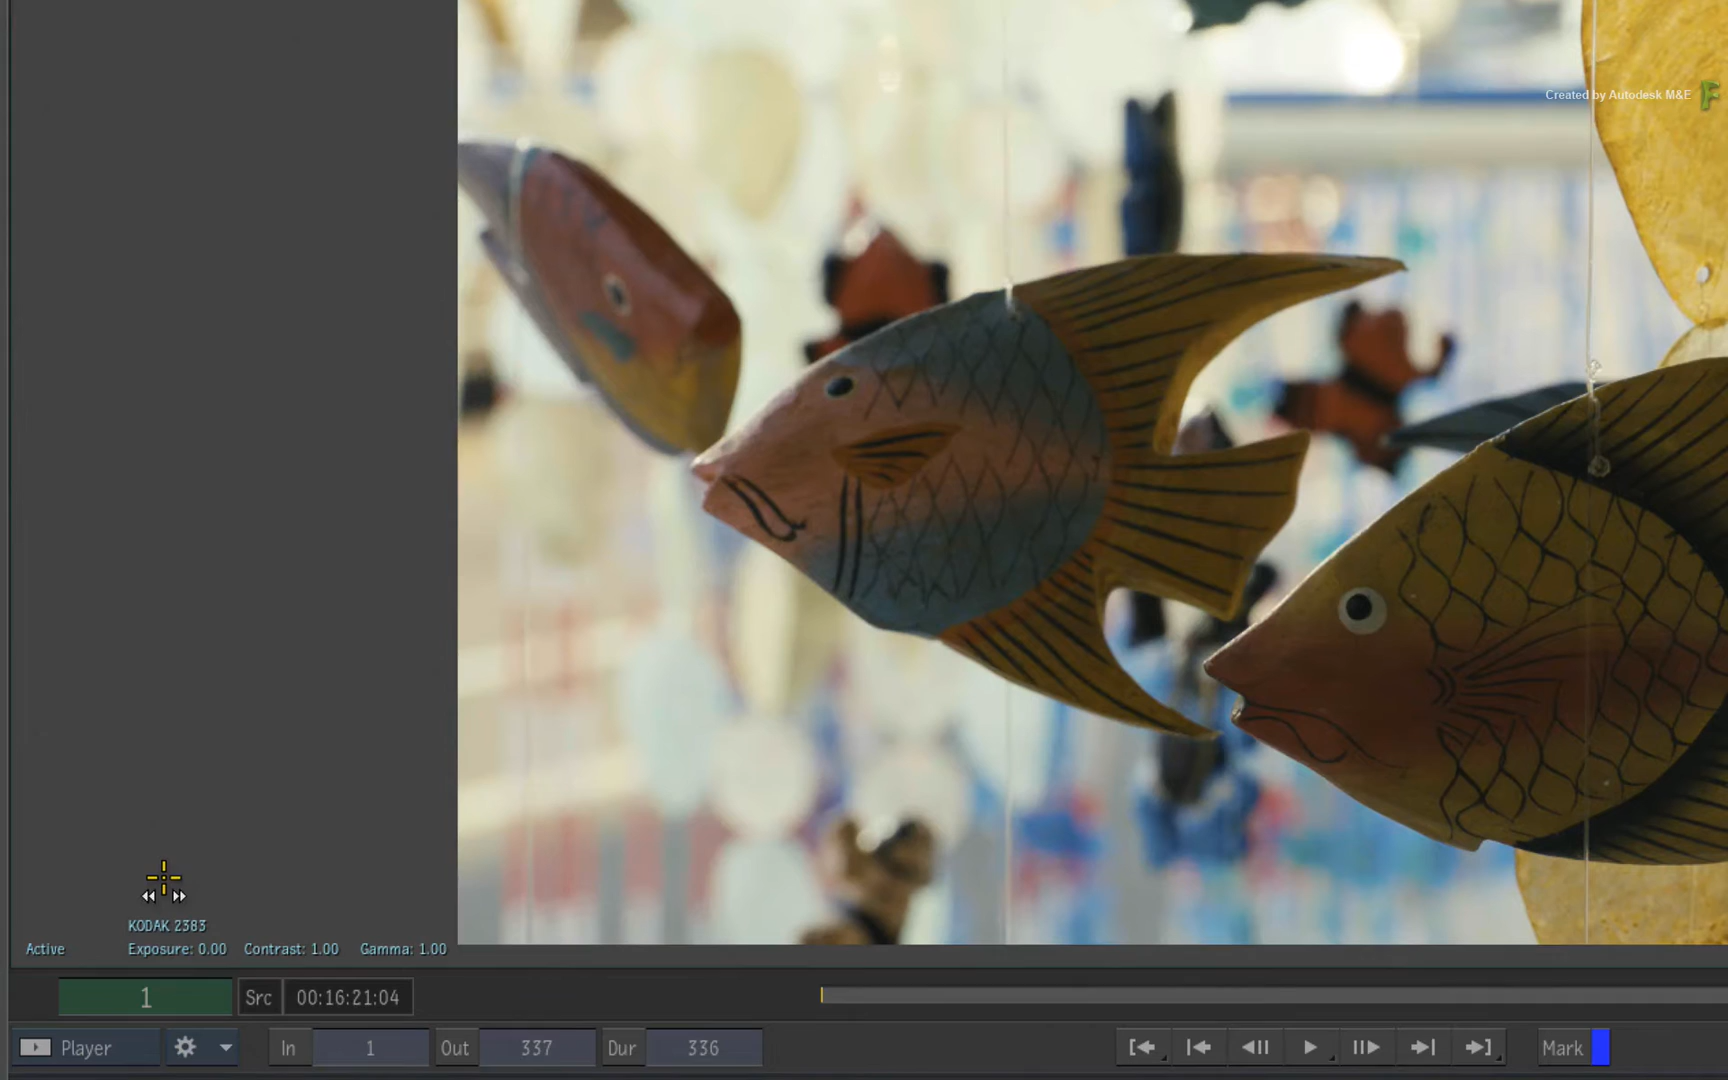 Created by Autodesk M&E
KODAK 2383
Active Exposure: 0.00 Contrast: 1.00 Gamma: 1.00
1 Src 00:16:21:04
Player In 1 Out 337 Dur 336 Mark